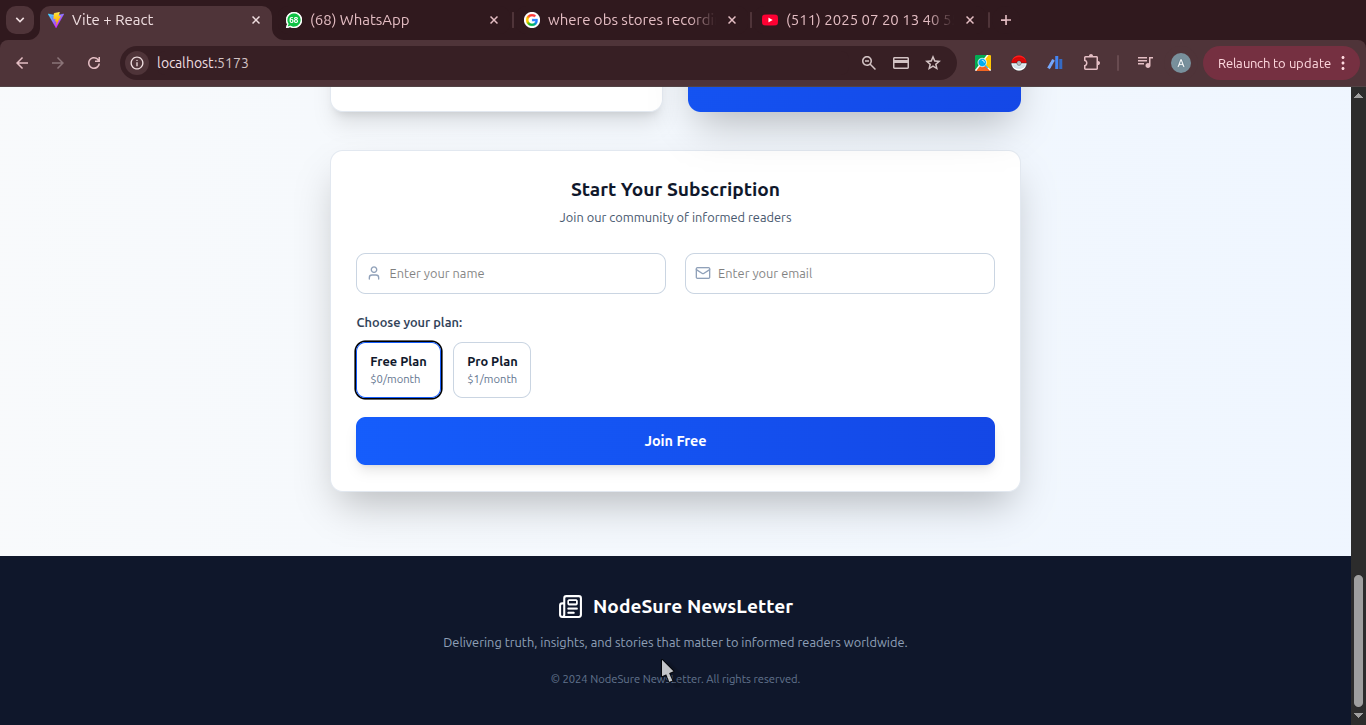 Vite + React
68
(68) WhatsApp
where obs stores recordi
(511) 2025 07 20 13 40 5
localhost:5173
A
Relaunch to update
Start Your Subscription
Join our community of informed readers
Enter your name
Enter your email
Choose your plan:
Free Plan
$0/month
Pro Plan
$1/month
Join Free
NodeSure NewsLetter
Delivering truth, insights, and stories that matter to informed readers worldwide.
© 2024 NodeSure NewsLetter. All rights reserved.